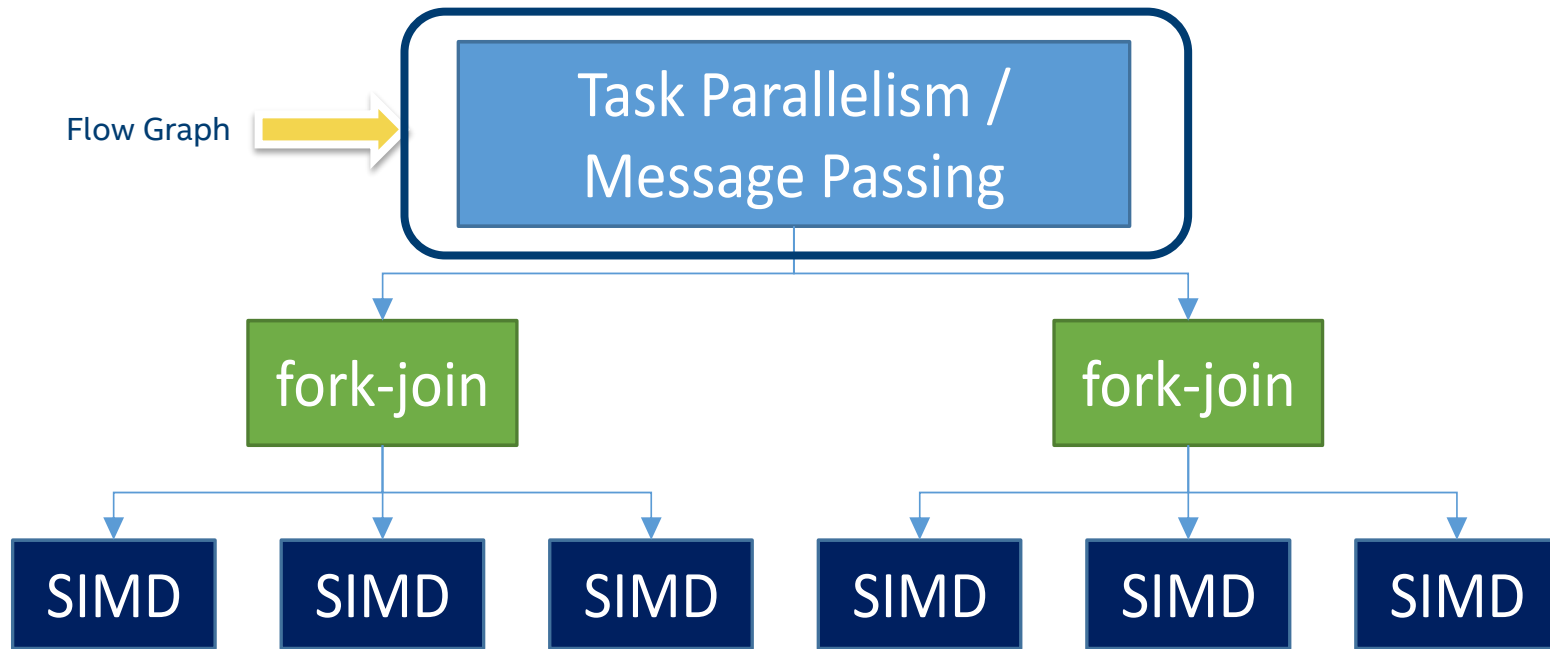 Task Parallelism /
Flow Graph
Message Passing
fork-join
fork-join
SIMD
SIMD
SIMD
SIMD
SIMD
SIMD